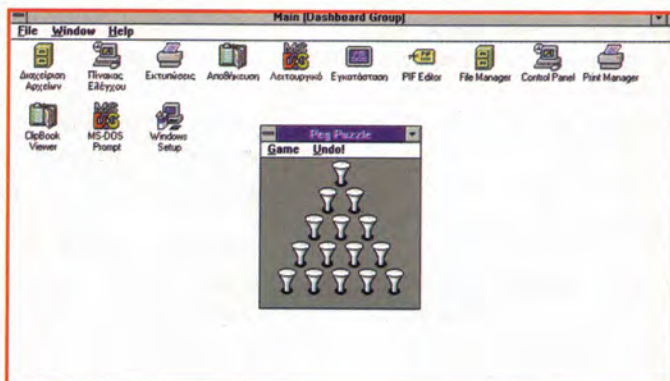 Main [Dashboard Group]
File Window Help
Διαχείριση Αρχείων
Πίνακας Ελέγχου
Εκτυπώσεις
Αποθήκευση
Λειτουργικό
Εγκατάσταση
PIF Editor
File Manager
Control Panel
Print Manager
ClipBook Viewer
MS-DOS Prompt
Windows Setup
Peg Puzzle
Game Undo!